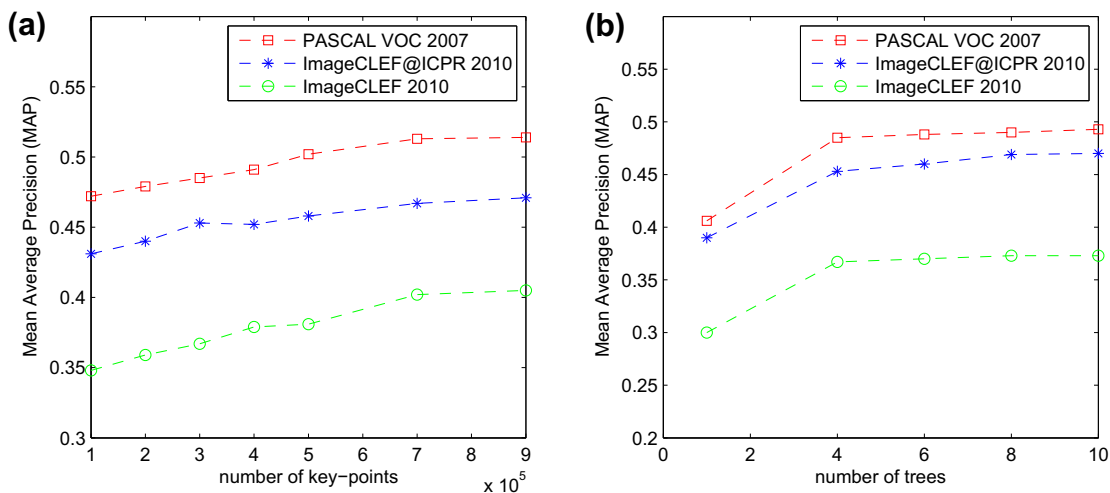 (a)
PASCAL VOC 2007
ImageCLEF@ICPR 2010
ImageCLEF 2010
Mean Average Precision (MAP)
0.55
0.5
0.45
0.4
0.35
0.3
1 2 3 4 5 6 7 8 9
number of key−points
x 10^5
(b)
PASCAL VOC 2007
ImageCLEF@ICPR 2010
ImageCLEF 2010
Mean Average Precision (MAP)
0.55
0.5
0.45
0.4
0.35
0.3
0.25
0.2
0 2 4 6 8 10
number of trees